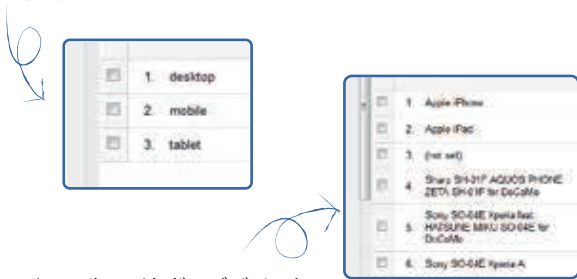 1. desktop
2. mobile
3. tablet
1. Apple iPhone
2. Apple iPad
3. (not set)
4. Sharp SH-01F AQUOS PHONE
ZETA SH-01F for DoCoMo
Sony SO-04E Xperia feat.
5. HATSUNE MIKU SO-04E for
DoCoMo
6. Sony SO-04E Xperia A